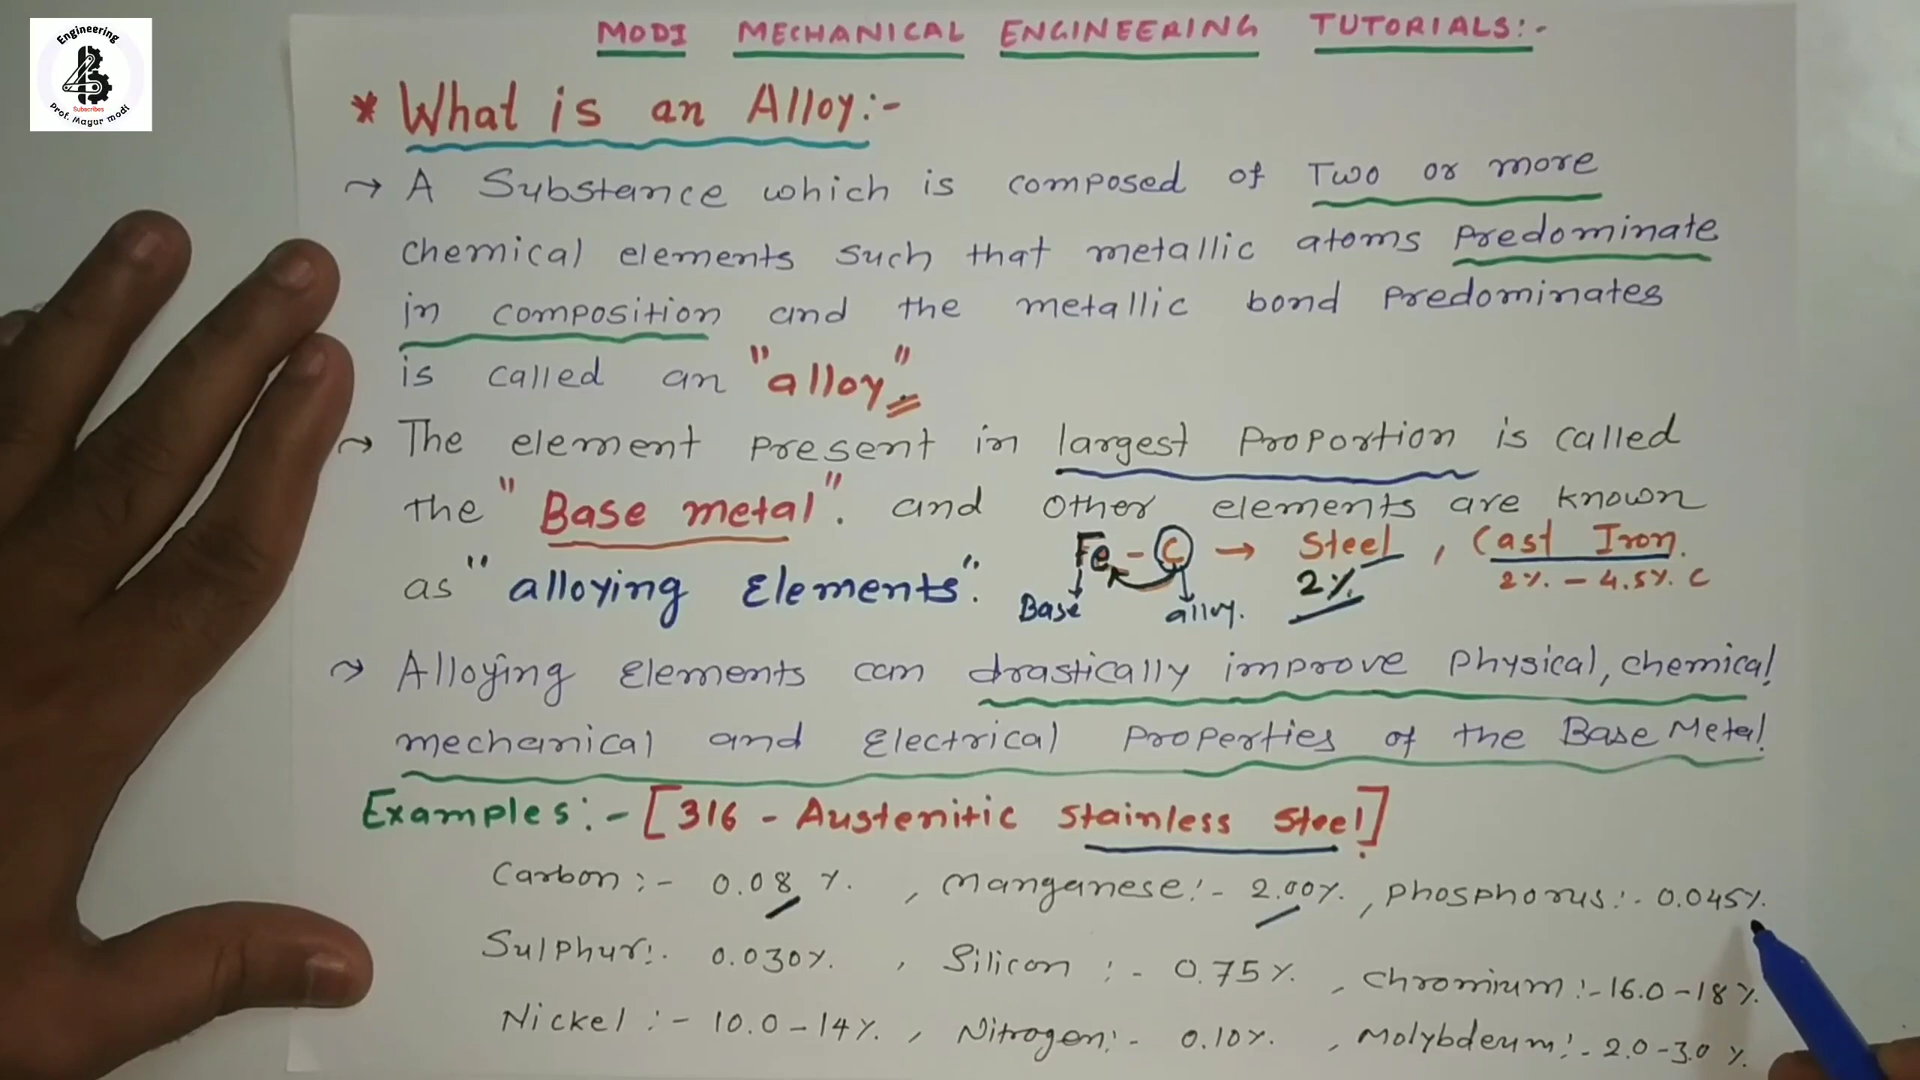 Engineering
Subscribes
Prof. Mayur modi
MODI MECHANICAL ENGINEERING TUTORIALS:-
* What is an Alloy:-
→ A Substance which is composed of Two or more
chemical elements such that metallic atoms predominate
in composition and the metallic bond predominates
is called an "alloy"
→ The element present in largest proportion is called
the "Base metal". and other elements are known
as "alloying Elements".
Fe - C → Steel, Cast Iron.
2%. 2%. - 4.5%. C
Base alloy.
→ Alloying Elements can drastically improve physical, chemical
mechanical and Electrical properties of the Base Metal.
Examples:- [316 - Austenitic Stainless Steel]
Carbon:- 0.08 %. , Manganese:- 2.00%. , phosphorus:- 0.045%.
Sulphur:. 0.030%. , Silicon :- 0.75%. , Chromium:- 16.0-18%.
Nickel:- 10.0-14%. , Nitrogen:- 0.10%. , Molybdeum:- 2.0-3.0 %.